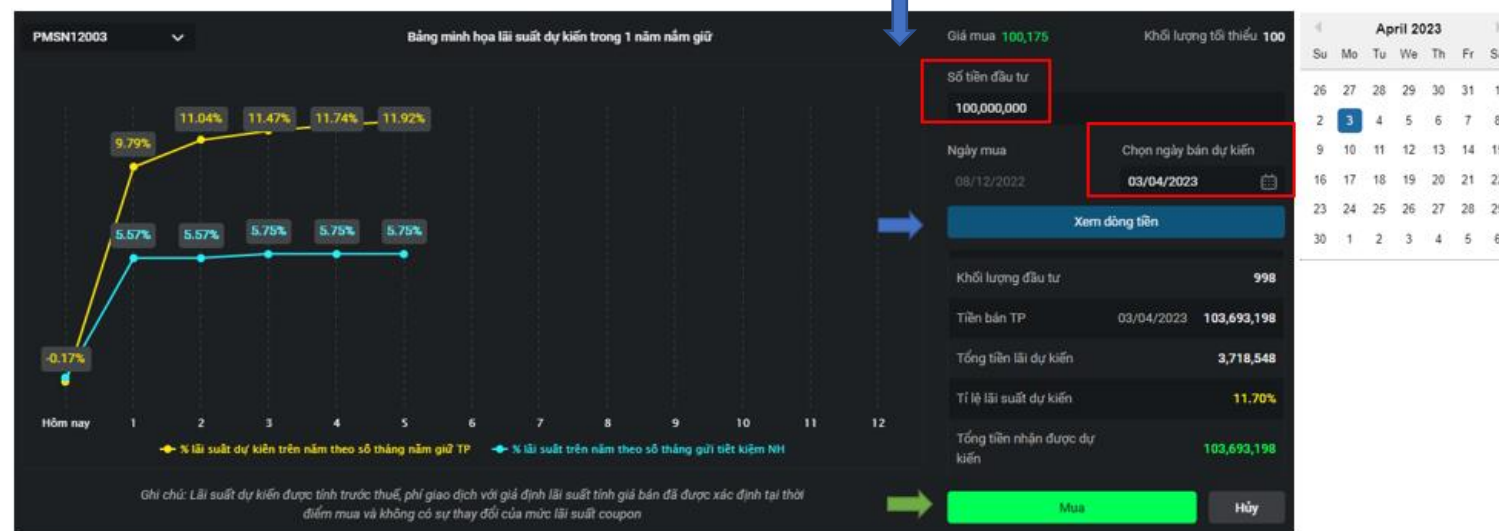 PMSN12003
Bảng minh họa lãi suất dự kiến trong 1 năm nắm giữ
11.04% 11.47% 11.74% 11.92%
9.79%
5.57% 5.57% 5.75% 5.75% 5.75%
-0.17%
Hôm nay 1 2 3 4 5 6 7 8 9 10 11 12
% lãi suất dự kiến trên năm theo số tháng nắm giữ TP % lãi suất trên năm theo số tháng gửi tiết kiệm NH
Ghi chú: Lãi suất dự kiến được tính trước thuế, phí giao dịch với giả định lãi suất tính giá bán đã được xác định tại thời
điểm mua và không có sự thay đổi của mức lãi suất coupon
Giá mua 100,175 Khối lượng tối thiểu 100
Số tiền đầu tư
100,000,000
Ngày mua Chọn ngày bán dự kiến
08/12/2022 03/04/2023
Xem dòng tiền
Khối lượng đầu tư 998
Tiền bán TP 03/04/2023 103,693,198
Tổng tiền lãi dự kiến 3,718,548
Tỉ lệ lãi suất dự kiến 11.70%
Tổng tiền nhận được dự
kiến 103,693,198
Mua Hủy
April 2023
Su Mo Tu We Th Fr
26 27 28 29 30 31 1
2 3 4 5 6 7 8
9 10 11 12 13 14
16 17 18 19 20 21
23 24 25 26 27 28
30 1 2 3 4 5 6